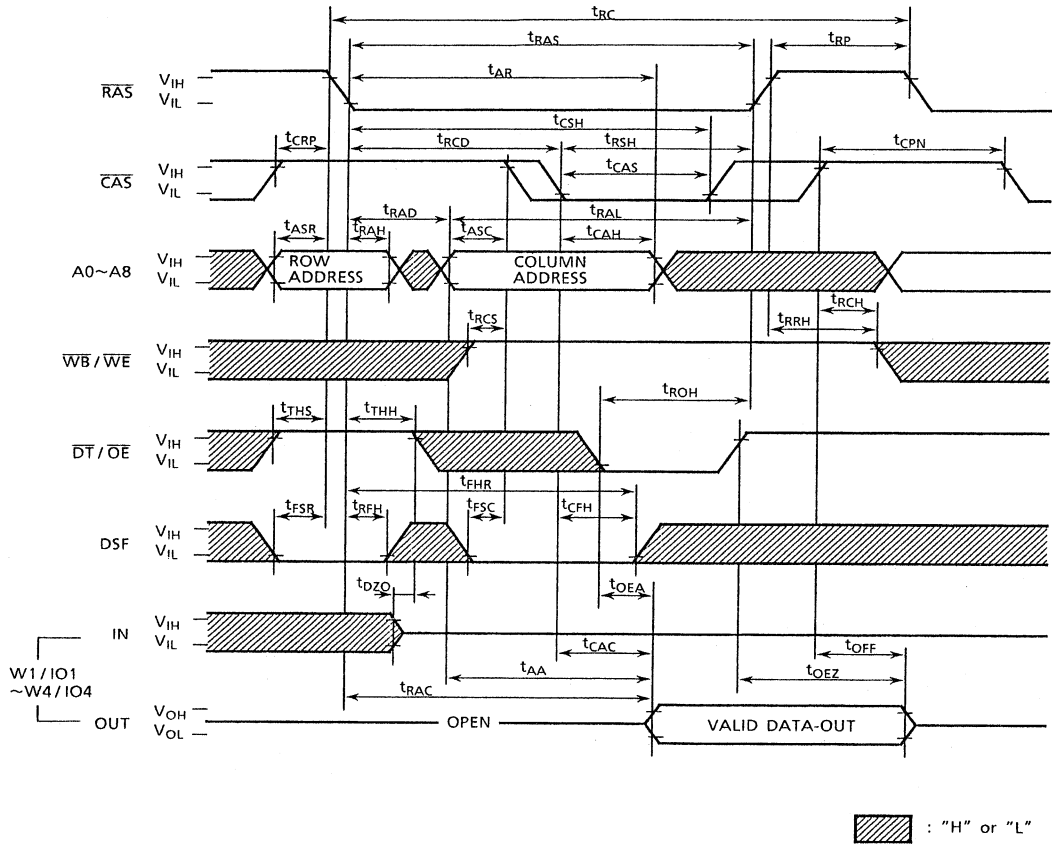 tRC
tRAS
tRP
tAR
RAS VIH
VIL
tCSH
tCRP tRCD tRSH tCPN
tCAS
CAS VIH
VIL
tRAD tRAL
tASR tRAH tASC tCAH
A0~A8 VIH
VIL
ROW
ADDRESS
COLUMN
ADDRESS
tRCH
tRCS tRRH
WB/WE VIH
VIL
tROH
tTHS tTHH
DT/OE VIH
VIL
tFHR
tFSR tRFH tFSC tCFH
DSF VIH
VIL
tDZO tOEA
IN VIH
VIL
tCAC tOFF
W1/IO1
~W4/IO4
tAA tOEZ
tRAC
OUT VOH
VOL
OPEN VALID DATA-OUT
: "H" or "L"